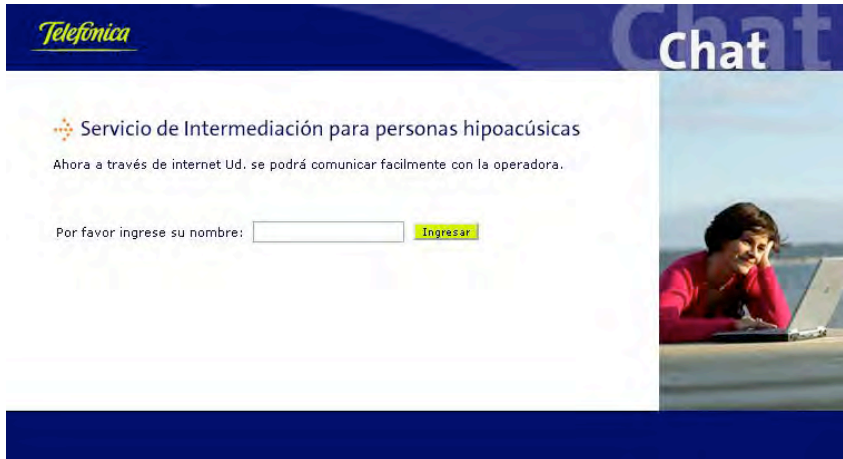 Telefónica
Chat
Chat
Servicio de Intermediación para personas hipoacúsicas
Ahora a través de internet Ud. se podrá comunicar facilmente con la operadora.
Por favor ingrese su nombre:
Ingresar